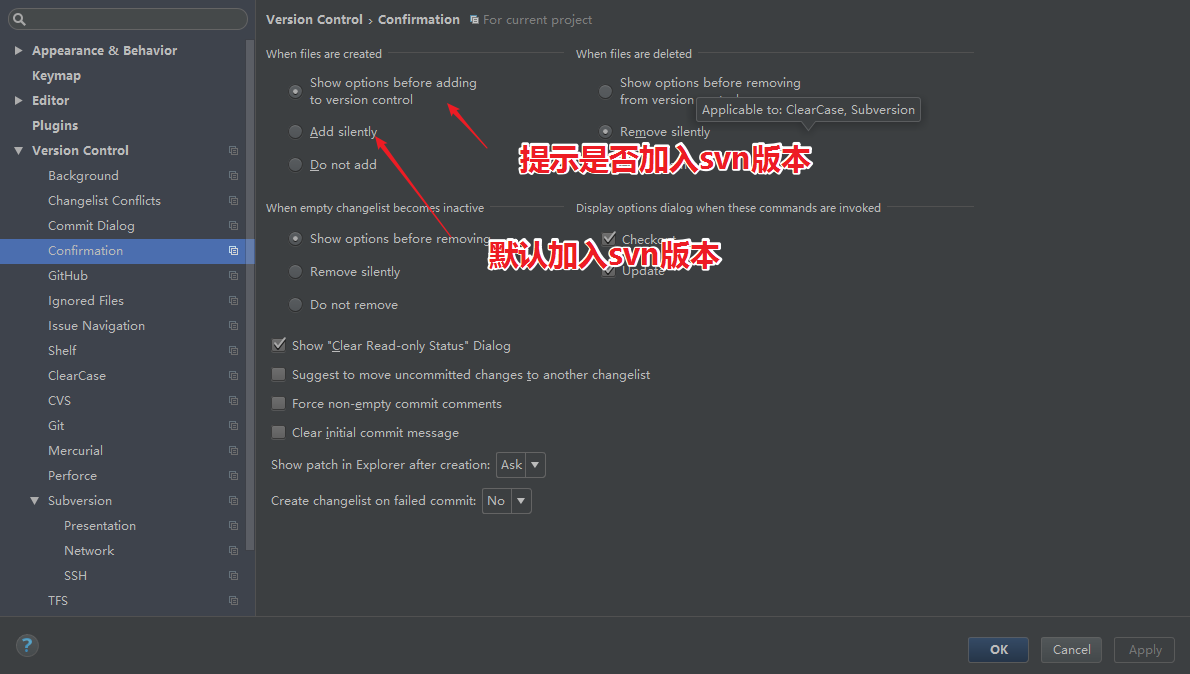 Version Control › Confirmation For current project
Appearance & Behavior
Keymap
Editor
Plugins
Version Control
Background
Changelist Conflicts
Commit Dialog
Confirmation
GitHub
Ignored Files
Issue Navigation
Shelf
ClearCase
CVS
Git
Mercurial
Perforce
Subversion
Presentation
Network
SSH
TFS
When files are created
Show options before adding
to version control
Add silently
Do not add
When files are deleted
Show options before removing
from version
Applicable to: ClearCase, Subversion
Remove silently
提示是否加入svn版本
When empty changelist becomes inactive
Show options before removing
Remove silently
Do not remove
Display options dialog when these commands are invoked
Checkout
Update
默认加入svn版本
Show "Clear Read-only Status" Dialog
Suggest to move uncommitted changes to another changelist
Force non-empty commit comments
Clear initial commit message
Show patch in Explorer after creation: Ask
Create changelist on failed commit: No
?
OK
Cancel
Apply